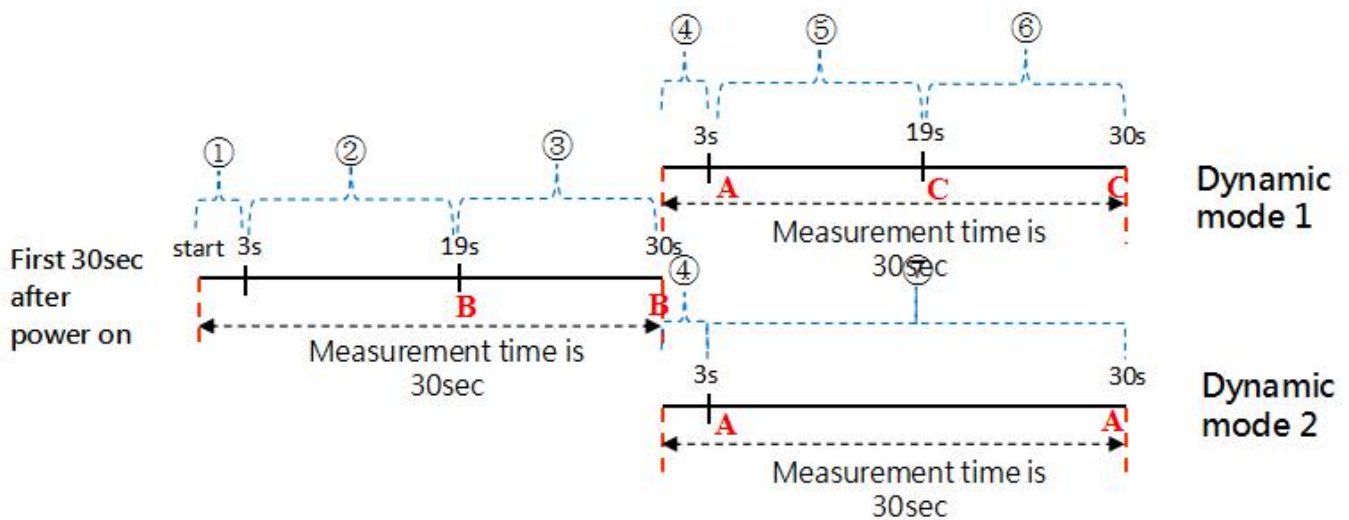 ④ ⑤ ⑥
3s 19s 30s
A C C
Measurement time is
30sec
Dynamic
mode 1
① ② ③
start 3s 19s 30s
First 30sec
after
power on
B B
Measurement time is
30sec
④ ⑦
3s 30s
A A
Measurement time is
30sec
Dynamic
mode 2